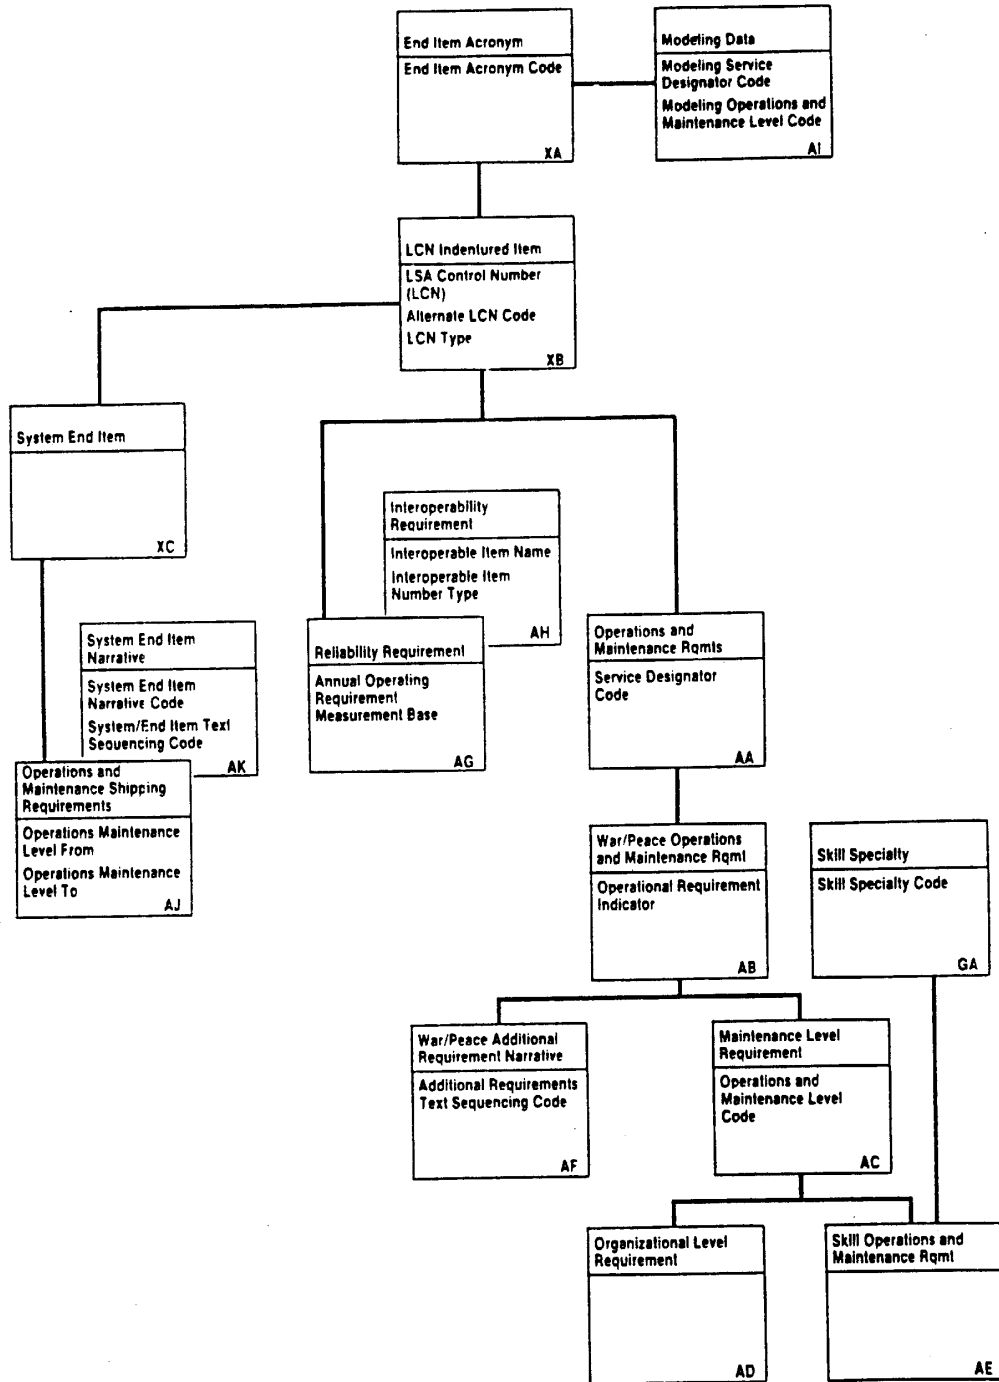 End Item Acronym
End Item Acronym Code
XA
Modeling Data
Modeling Service
Designator Code
Modeling Operations and
Maintenance Level Code
AI
LCN Indentured Item
LSA Control Number
(LCN)
Alternate LCN Code
LCN Type
XB
System End Item
XC
Interoperability
Requirement
Interoperable Item Name
Interoperable Item
Number Type
AH
System End Item
Narrative
System End Item
Narrative Code
System/End Item Text
Sequencing Code
AK
Reliability Requirement
Annual Operating
Requirement
Measurement Base
AG
Operations and
Maintenance Rqmts
Service Designator
Code
AA
Operations and
Maintenance Shipping
Requirements
Operations Maintenance
Level From
Operations Maintenance
Level To
AJ
War/Peace Operations
and Maintenance Rqmt
Operational Requirement
Indicator
AB
Skill Specialty
Skill Specialty Code
GA
War/Peace Additional
Requirement Narrative
Additional Requirements
Text Sequencing Code
AF
Maintenance Level
Requirement
Operations and
Maintenance Level
Code
AC
Organizational Level
Requirement
AD
Skill Operations and
Maintenance Rqmt
AE